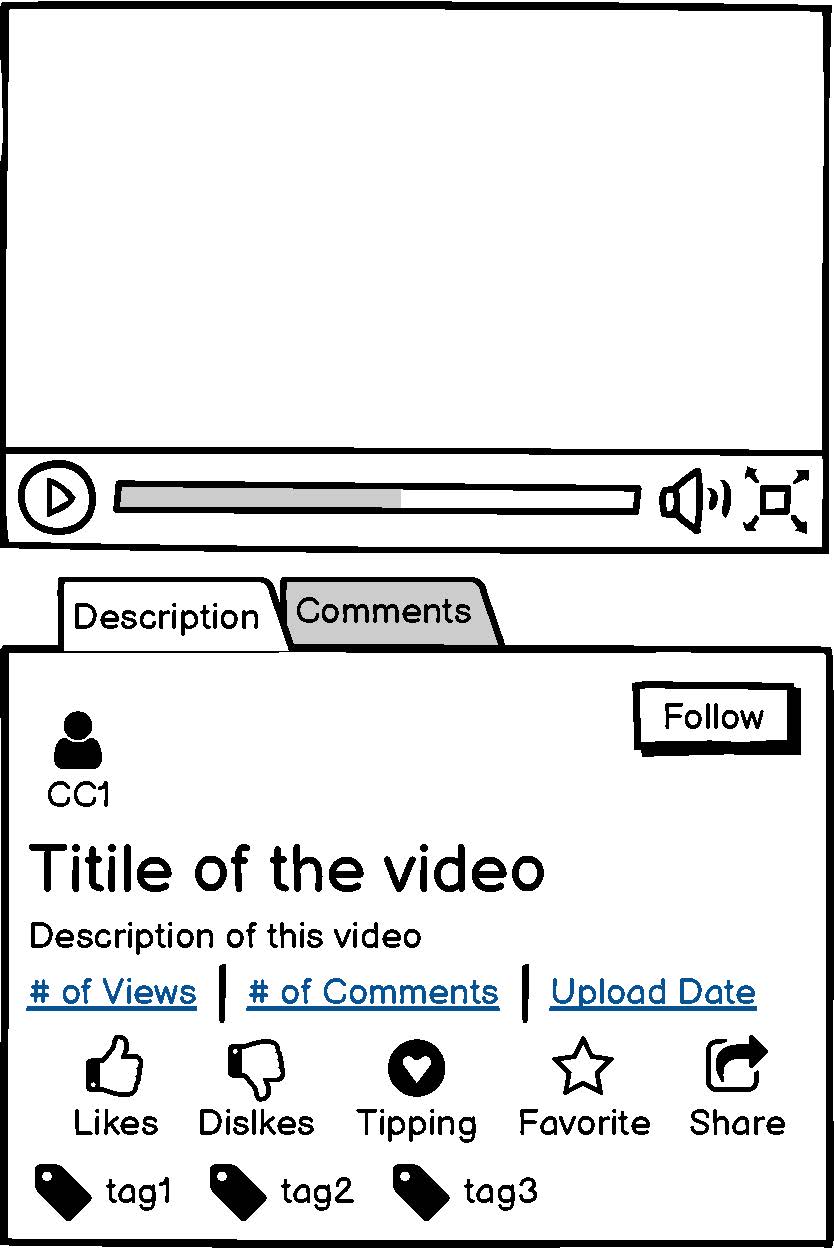 Description Comments
Follow
CC1
Titile of the video
Description of this video
# of Views # of Comments Upload Date
Likes Dislkes Tipping Favorite Share
tag1 tag2 tag3